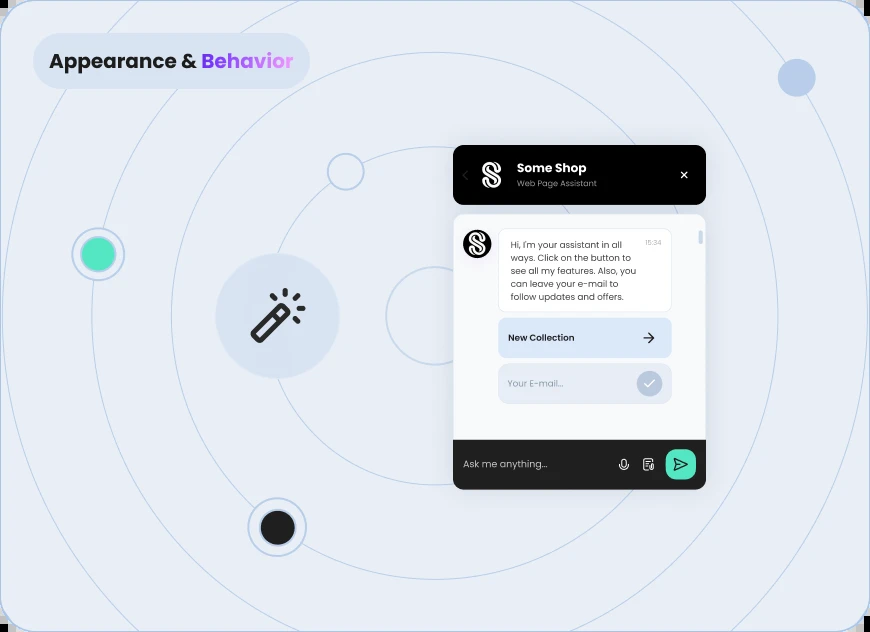 Appearance & Behavior
Some Shop
Web Page Assistant
Hi, I'm your assistant in all
15:34
ways. Click on the button to
see all my features. Also, you
can leave your e-mail to
follow updates and offers.
New Collection
Your E-mail...
Ask me anything...